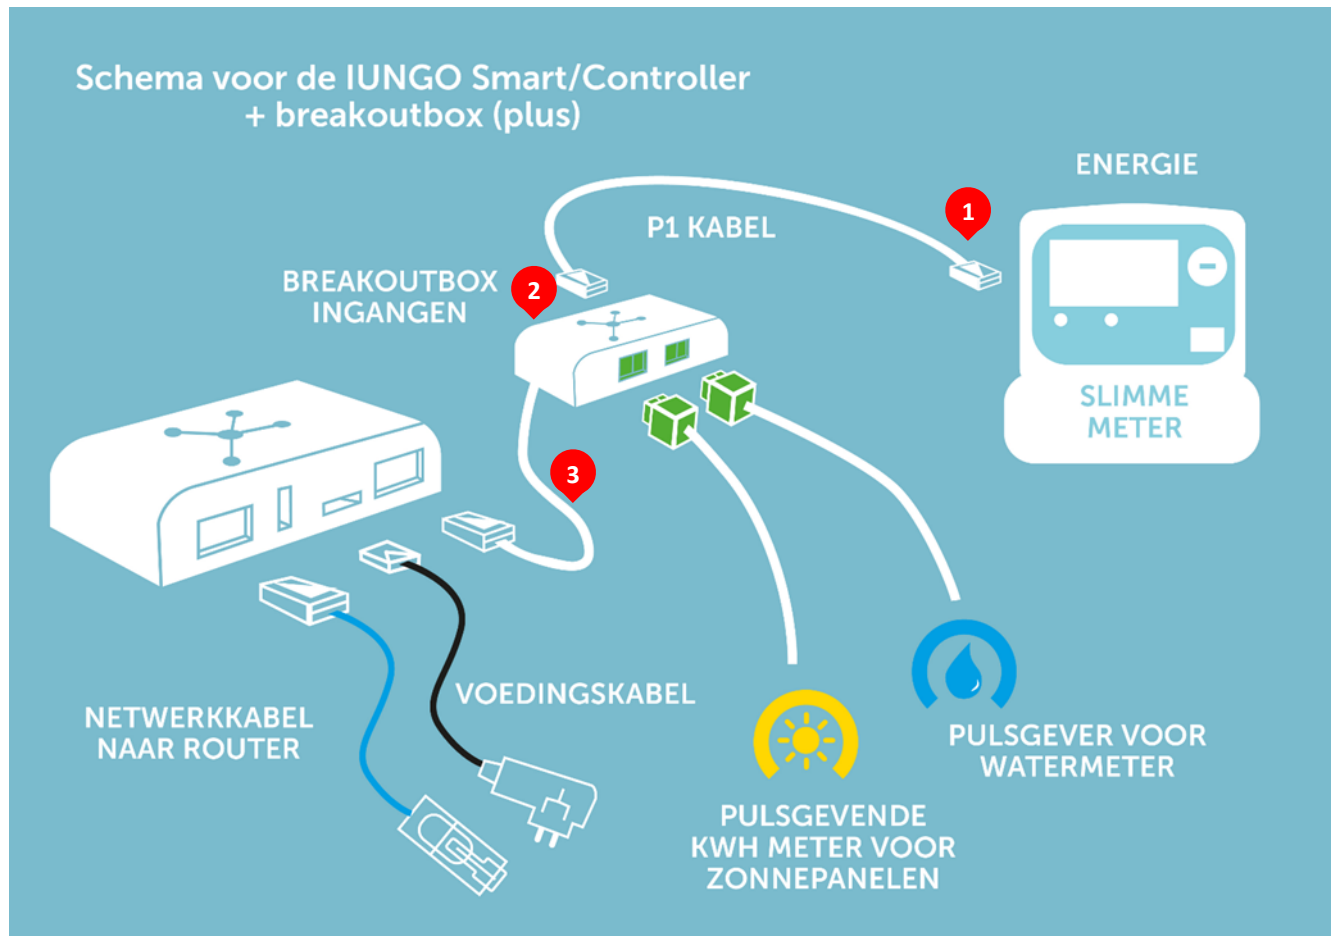 Schema voor de IUNGO Smart/Controller
+ breakoutbox (plus)
ENERGIE
1
P1 KABEL
BREAKOUTBOX
INGANGEN
2
SLIMME
METER
3
VOEDINGSKABEL
NETWERKKABEL
NAAR ROUTER
PULSGEVER VOOR
WATERMETER
PULSGEVENDE
KWH METER VOOR
ZONNEPANELEN